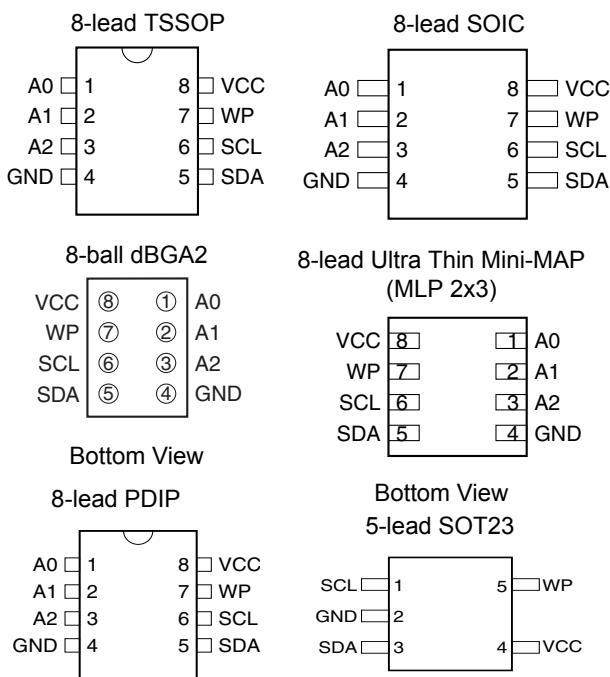 8-lead TSSOP
A0 1 8 VCC
A1 2 7 WP
A2 3 6 SCL
GND 4 5 SDA
8-lead SOIC
A0 1 8 VCC
A1 2 7 WP
A2 3 6 SCL
GND 4 5 SDA
8-ball dBGA2
VCC 8 1 A0
WP 7 2 A1
SCL 6 3 A2
SDA 5 4 GND
Bottom View
8-lead Ultra Thin Mini-MAP
(MLP 2x3)
VCC 8 1 A0
WP 7 2 A1
SCL 6 3 A2
SDA 5 4 GND
Bottom View
8-lead PDIP
A0 1 8 VCC
A1 2 7 WP
A2 3 6 SCL
GND 4 5 SDA
5-lead SOT23
SCL 1 5 WP
GND 2
SDA 3 4 VCC